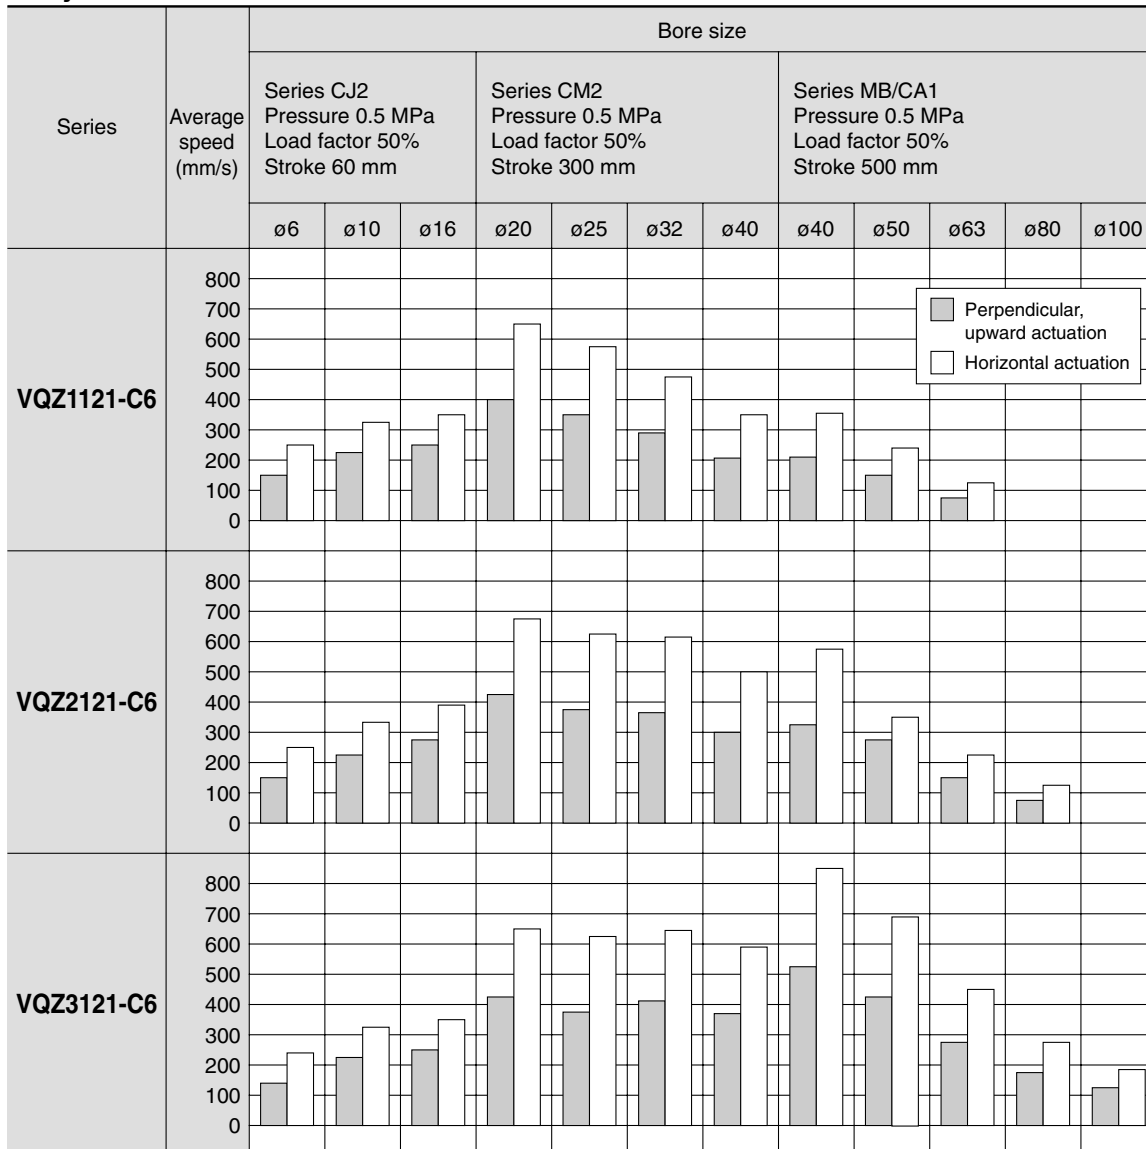 Bore size
Series
Average
speed
(mm/s)
Series CJ2
Pressure 0.5 MPa
Load factor 50%
Stroke 60 mm
Series CM2
Pressure 0.5 MPa
Load factor 50%
Stroke 300 mm
Series MB/CA1
Pressure 0.5 MPa
Load factor 50%
Stroke 500 mm
ø6 ø10 ø16 ø20 ø25 ø32 ø40 ø40 ø50 ø63 ø80 ø100
VQZ1121-C6
800
700
600
500
400
300
200
100
0
Perpendicular,
upward actuation
Horizontal actuation
VQZ2121-C6
800
700
600
500
400
300
200
100
0
VQZ3121-C6
800
700
600
500
400
300
200
100
0